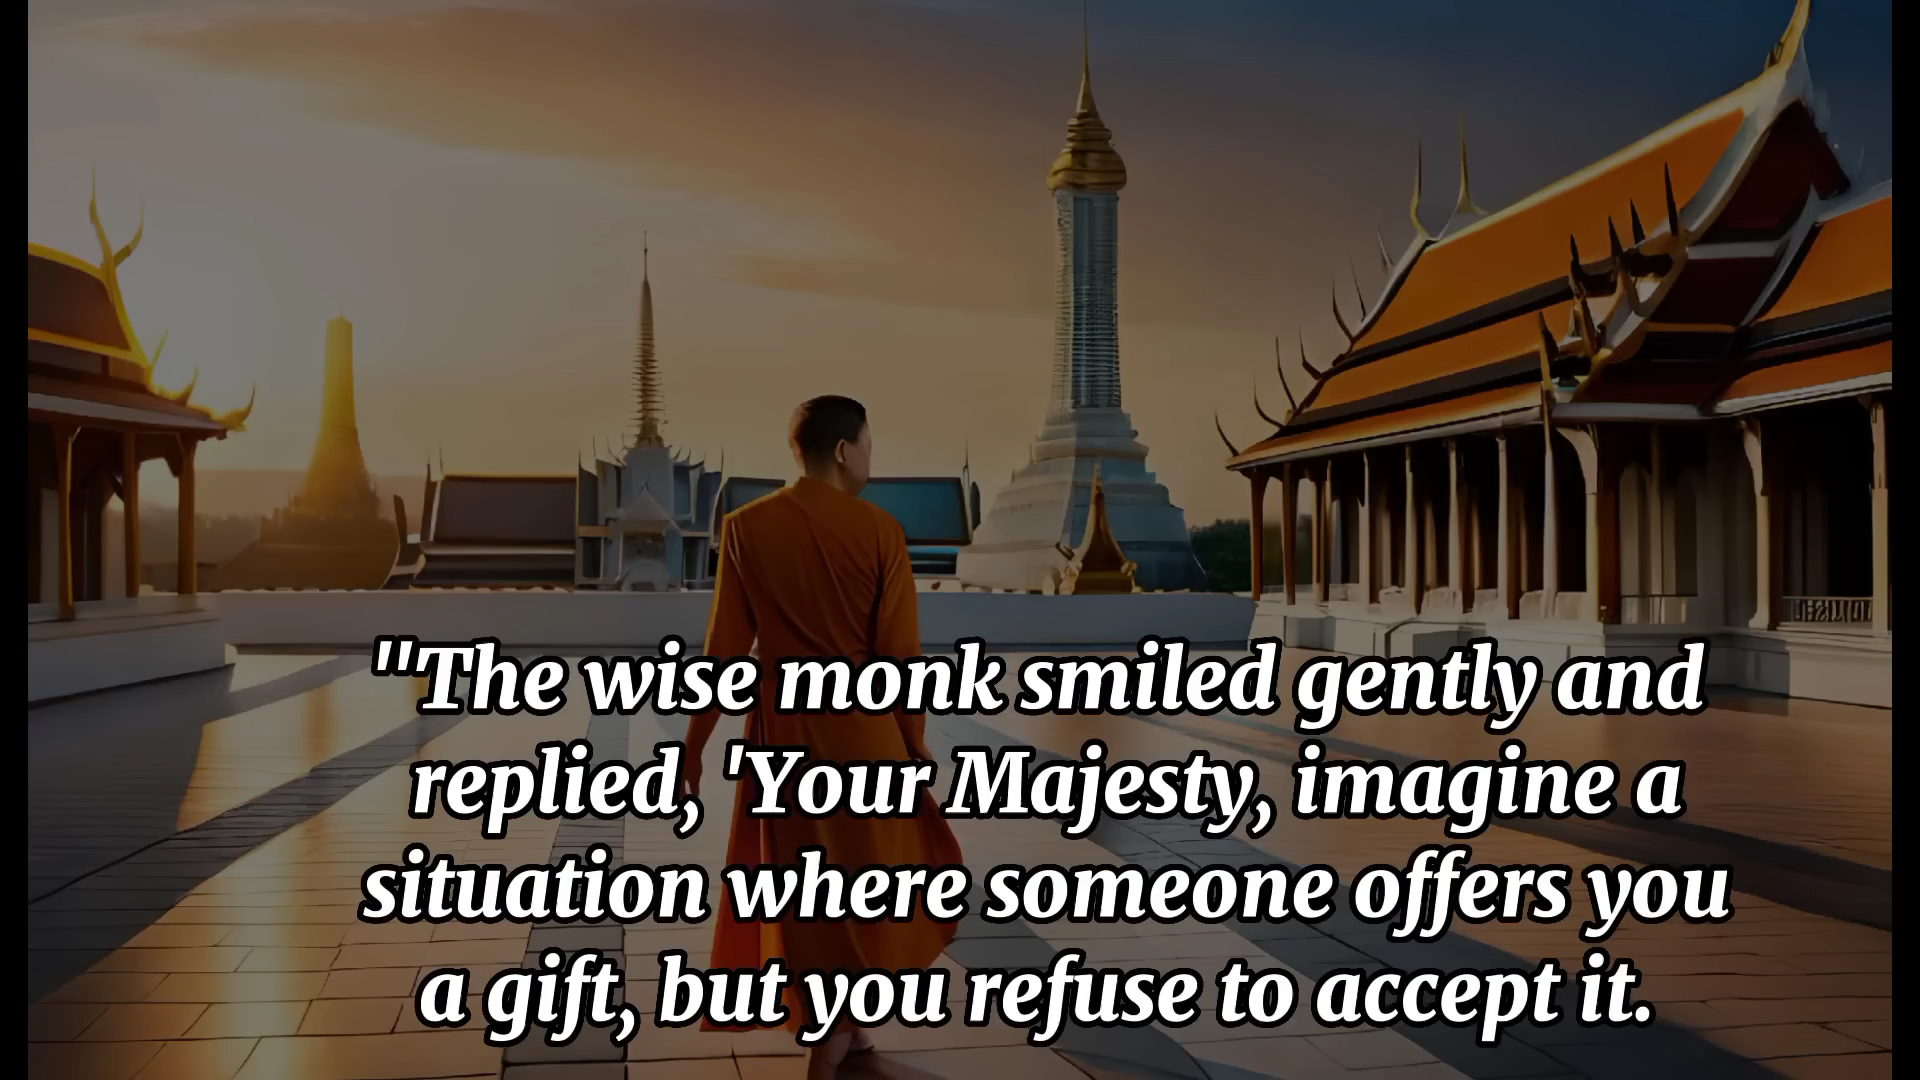 "The wise monk smiled gently and
replied, 'Your Majesty, imagine a
situation where someone offers you
a gift, but you refuse to accept it.